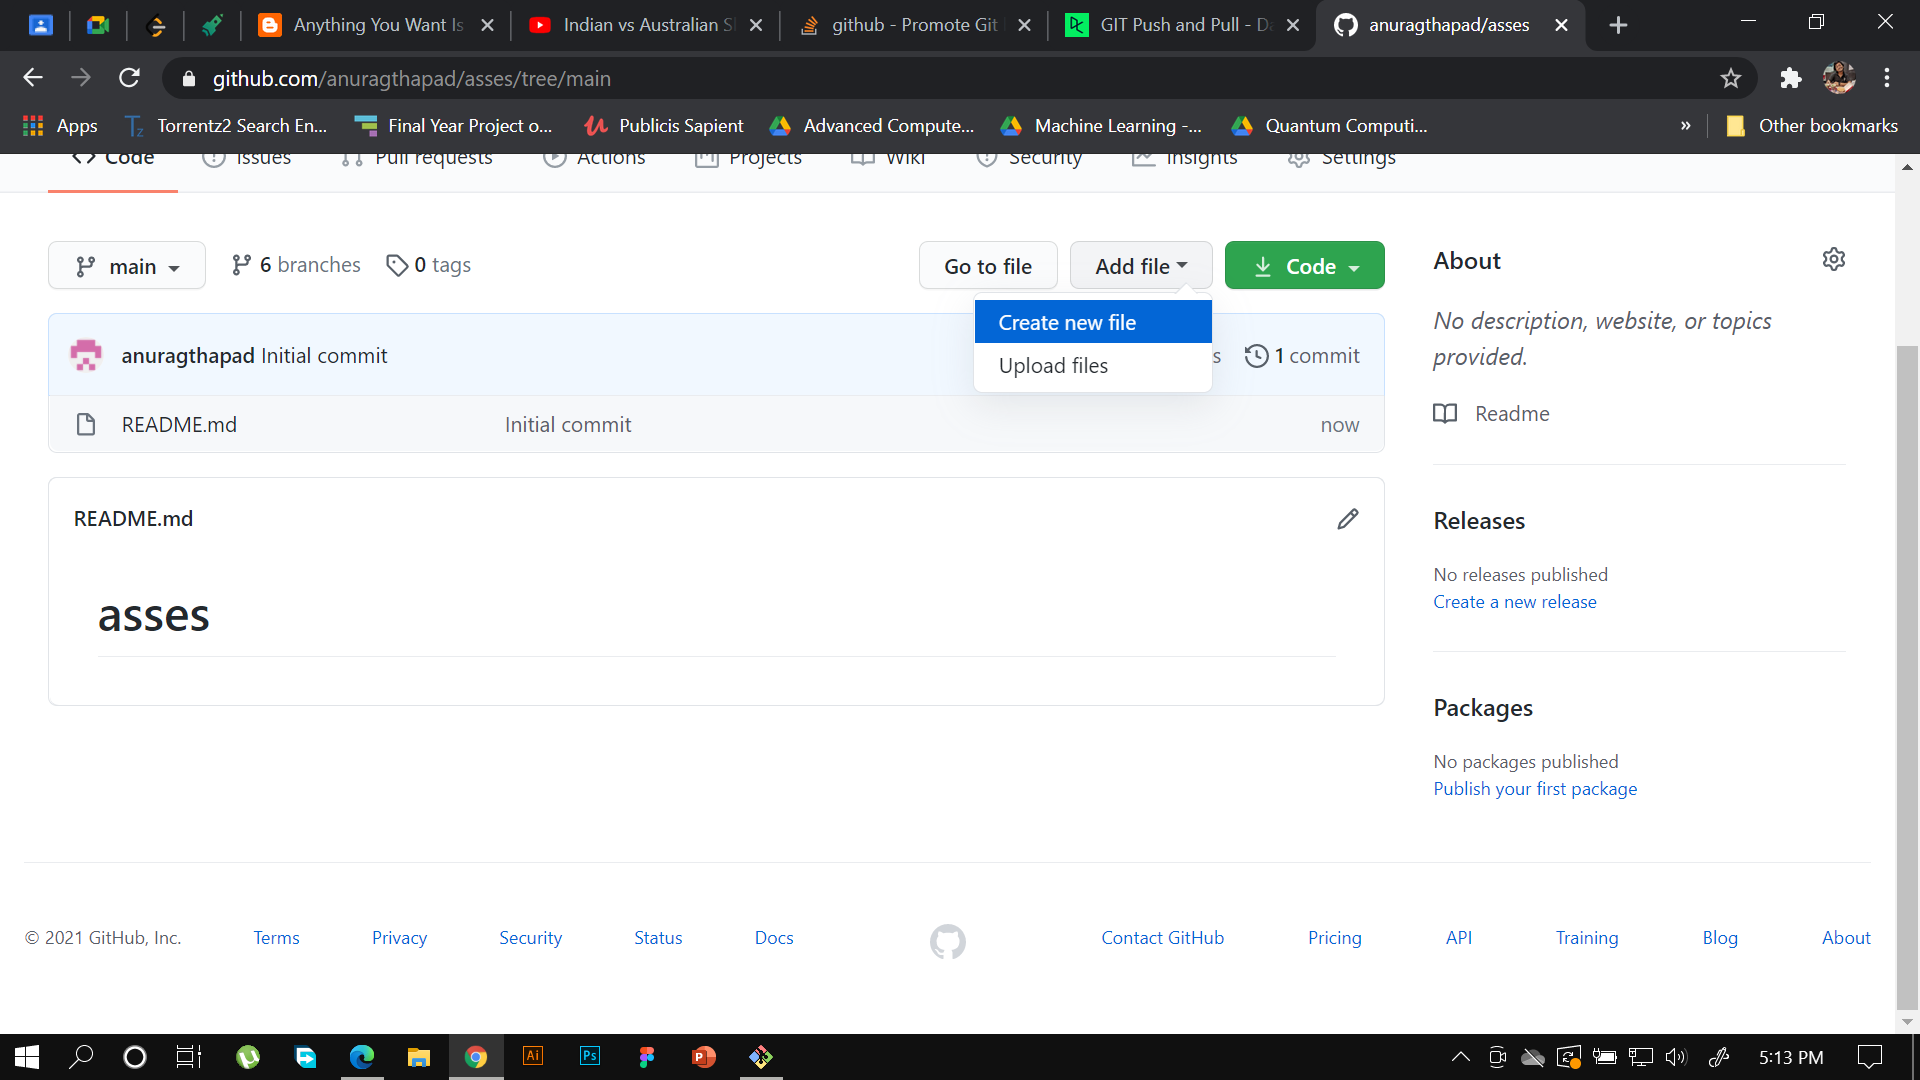 Anything You Want Is
Indian vs Australian S
github - Promote Git
GIT Push and Pull - Da
anuragthapad/asses
github.com/anuragthapad/asses/tree/main
Apps
Tz
Torrentz2 Search En...
Final Year Project o...
Publicis Sapient
Advanced Compute...
Machine Learning -...
Quantum Computi...
»
Other bookmarks
Code
Issues
Pull requests
Actions
Projects
Wiki
Security
Insights
Settings
main
6 branches
0 tags
Go to file
Add file
Code
Create new file
Upload files
anuragthapad Initial commit
s
1 commit
README.md
Initial commit
now
README.md
asses
About
No description, website, or topics
provided.
Readme
Releases
No releases published
Create a new release
Packages
No packages published
Publish your first package
© 2021 GitHub, Inc.
Terms
Privacy
Security
Status
Docs
Contact GitHub
Pricing
API
Training
Blog
About
Ai
Ps
5:13 PM